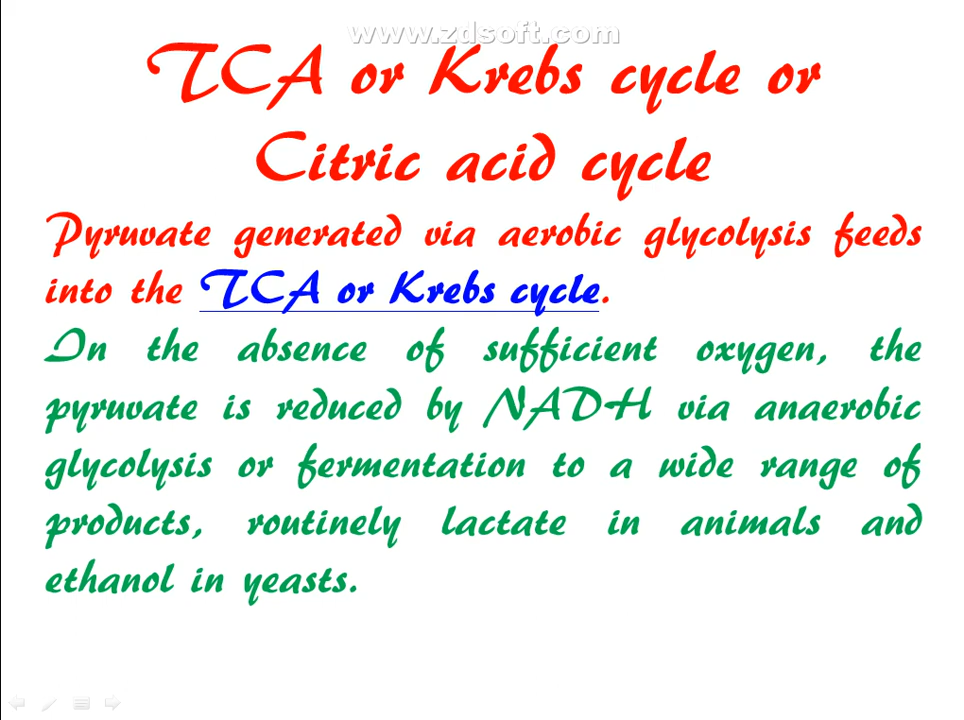 www.zdsoft.com
TCA or Krebs cycle or
Citric acid cycle
Pyruvate generated via aerobic glycolysis feeds
into the TCA or Krebs cycle.
In the absence of sufficient oxygen, the
pyruvate is reduced by NADH via anaerobic
glycolysis or fermentation to a wide range of
products, routinely lactate in animals and
ethanol in yeasts.